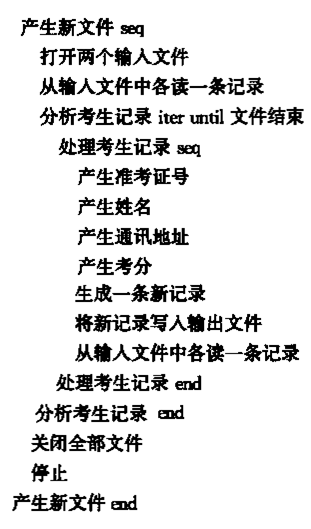 产生新文件 seq
打开两个输入文件
从输入文件中各读一条记录
分析考生记录 iter until 文件结束
处理考生记录 seq
产生准考证号
产生姓名
产生通讯地址
产生考分
生成一条新记录
将新记录写入输出文件
从输入文件中各读一条记录
处理考生记录 end
分析考生记录 end
关闭全部文件
停止
产生新文件 end